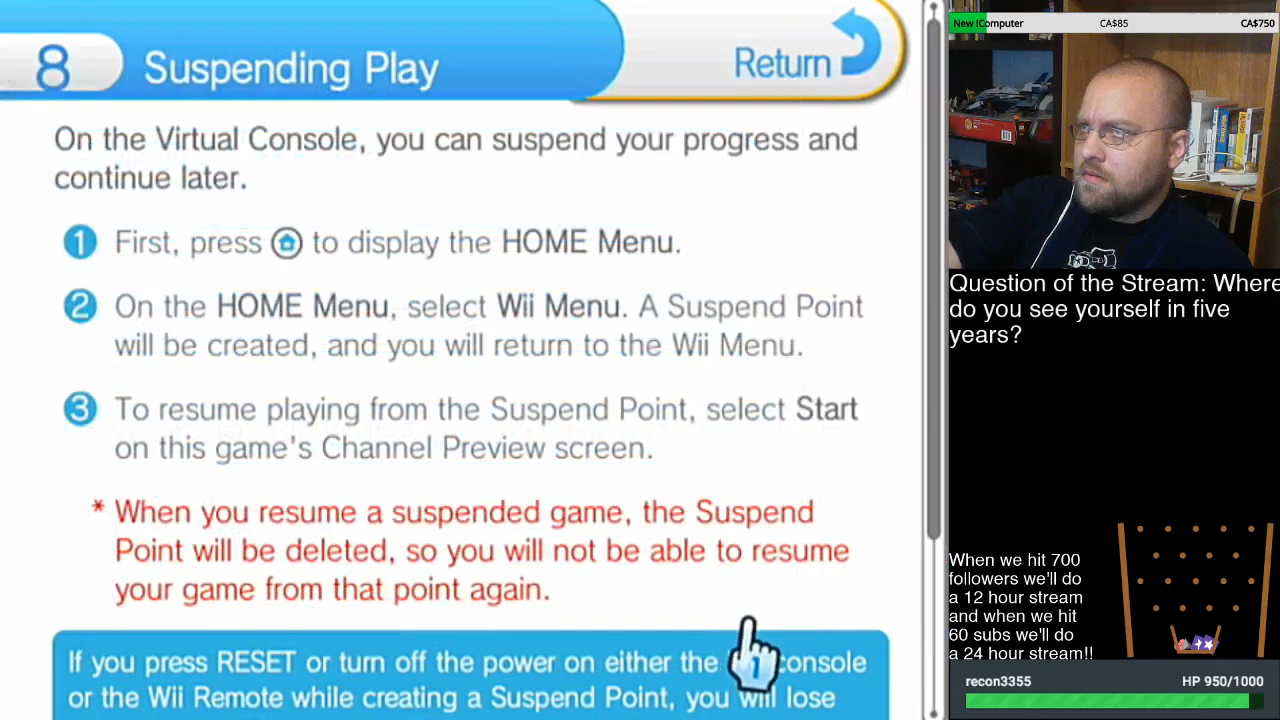 8 Suspending Play
Return
On the Virtual Console, you can suspend your progress and
continue later.
1 First, press to display the HOME Menu.
2 On the HOME Menu, select Wii Menu. A Suspend Point
will be created, and you will return to the Wii Menu.
3 To resume playing from the Suspend Point, select Start
on this game's Channel Preview screen.
* When you resume a suspended game, the Suspend
Point will be deleted, so you will not be able to resume
your game from that point again.
If you press RESET or turn off the power on either the console
or the Wii Remote while creating a Suspend Point, you will lose
New !Computer CA$85 CA$750
Question of the Stream: Where
do you see yourself in five
years?
When we hit 700
followers we'll do
a 12 hour stream
and when we hit
60 subs we'll do
a 24 hour stream!!
recon3355 HP 950/1000